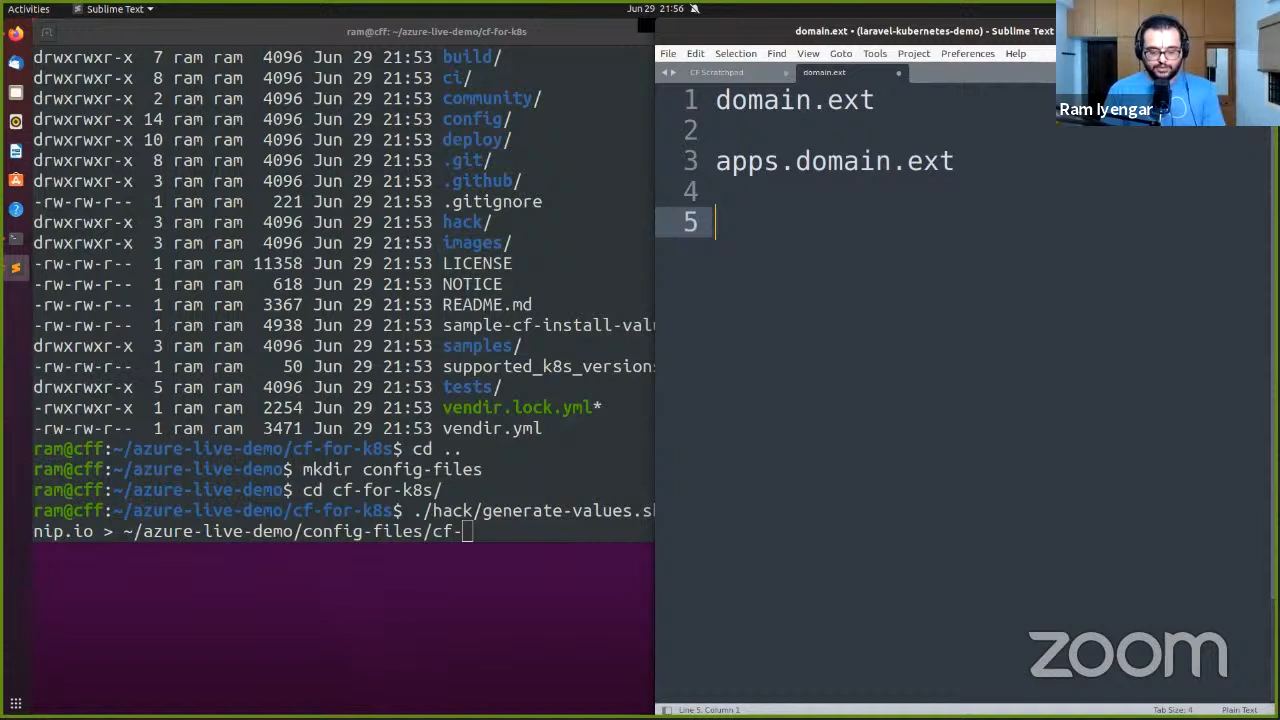 Activities
Sublime Text
Jun 29 21:56
ram@cff: ~/azure-live-demo/cf-for-k8s
drwxrwxr-x 7 ram ram 4096 Jun 29 21:53 build/
drwxrwxr-x 8 ram ram 4096 Jun 29 21:53 ci/
drwxrwxr-x 2 ram ram 4096 Jun 29 21:53 community/
drwxrwxr-x 14 ram ram 4096 Jun 29 21:53 config/
drwxrwxr-x 10 ram ram 4096 Jun 29 21:53 deploy/
drwxrwxr-x 8 ram ram 4096 Jun 29 21:53 .git/
drwxrwxr-x 3 ram ram 4096 Jun 29 21:53 .github/
-rw-rw-r-- 1 ram ram 221 Jun 29 21:53 .gitignore
drwxrwxr-x 3 ram ram 4096 Jun 29 21:53 hack/
drwxrwxr-x 3 ram ram 4096 Jun 29 21:53 images/
-rw-rw-r-- 1 ram ram 11358 Jun 29 21:53 LICENSE
-rw-rw-r-- 1 ram ram 618 Jun 29 21:53 NOTICE
-rw-rw-r-- 1 ram ram 3367 Jun 29 21:53 README.md
-rw-rw-r-- 1 ram ram 4938 Jun 29 21:53 sample-cf-install-val
drwxrwxr-x 3 ram ram 4096 Jun 29 21:53 samples/
-rw-rw-r-- 1 ram ram 50 Jun 29 21:53 supported_k8s_versions
drwxrwxr-x 5 ram ram 4096 Jun 29 21:53 tests/
-rwxrwxr-x 1 ram ram 2254 Jun 29 21:53 vendir.lock.yml*
-rw-rw-r-- 1 ram ram 3471 Jun 29 21:53 vendir.yml
ram@cff:~/azure-live-demo/cf-for-k8s$ cd ..
ram@cff:~/azure-live-demo$ mkdir config-files
ram@cff:~/azure-live-demo$ cd cf-for-k8s/
ram@cff:~/azure-live-demo/cf-for-k8s$ ./hack/generate-values.s
nip.io > ~/azure-live-demo/config-files/cf-
domain.ext • (laravel-kubernetes-demo) - Sublime Text
File Edit Selection Find View Goto Tools Project Preferences Help
CF Scratchpad
domain.ext
1 domain.ext
2
3 apps.domain.ext
4
5
Ram Iyengar
zoom
Line 5, Column 1
Tab Size: 4
Plain Text